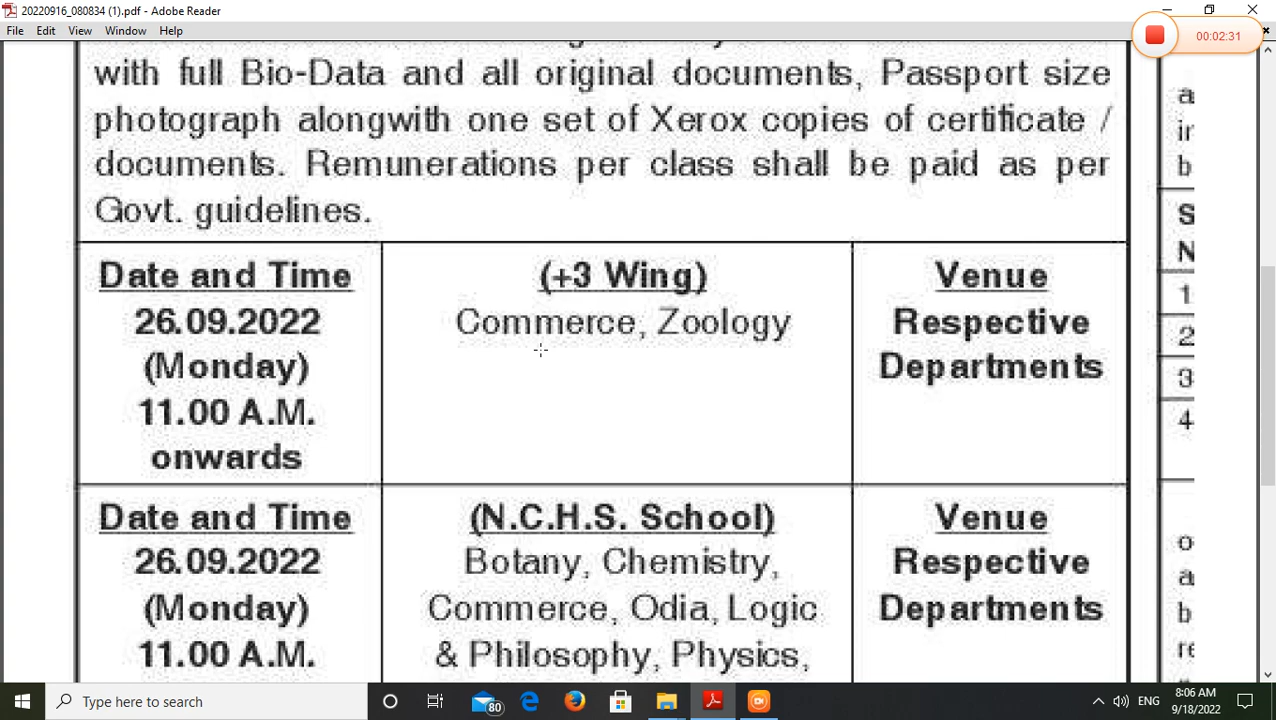 20220916_080834 (1).pdf - Adobe Reader
File Edit View Window Help
00:02:31
with full Bio-Data and all original documents, Passport size
photograph alongwith one set of Xerox copies of certificate /
documents. Remunerations per class shall be paid as per
Govt. guidelines.
Date and Time
26.09.2022
(Monday)
11.00 A.M.
onwards
(+3 Wing)
Commerce, Zoology
Venue
Respective
Departments
Date and Time
26.09.2022
(Monday)
11.00 A.M.
(N.C.H.S. School)
Botany, Chemistry,
Commerce, Odia, Logic
& Philosophy, Physics,
Venue
Respective
Departments
a
b
S
N
1
2
3
4
o
a
b
Type here to search
80
ENG
8:06 AM
9/18/2022